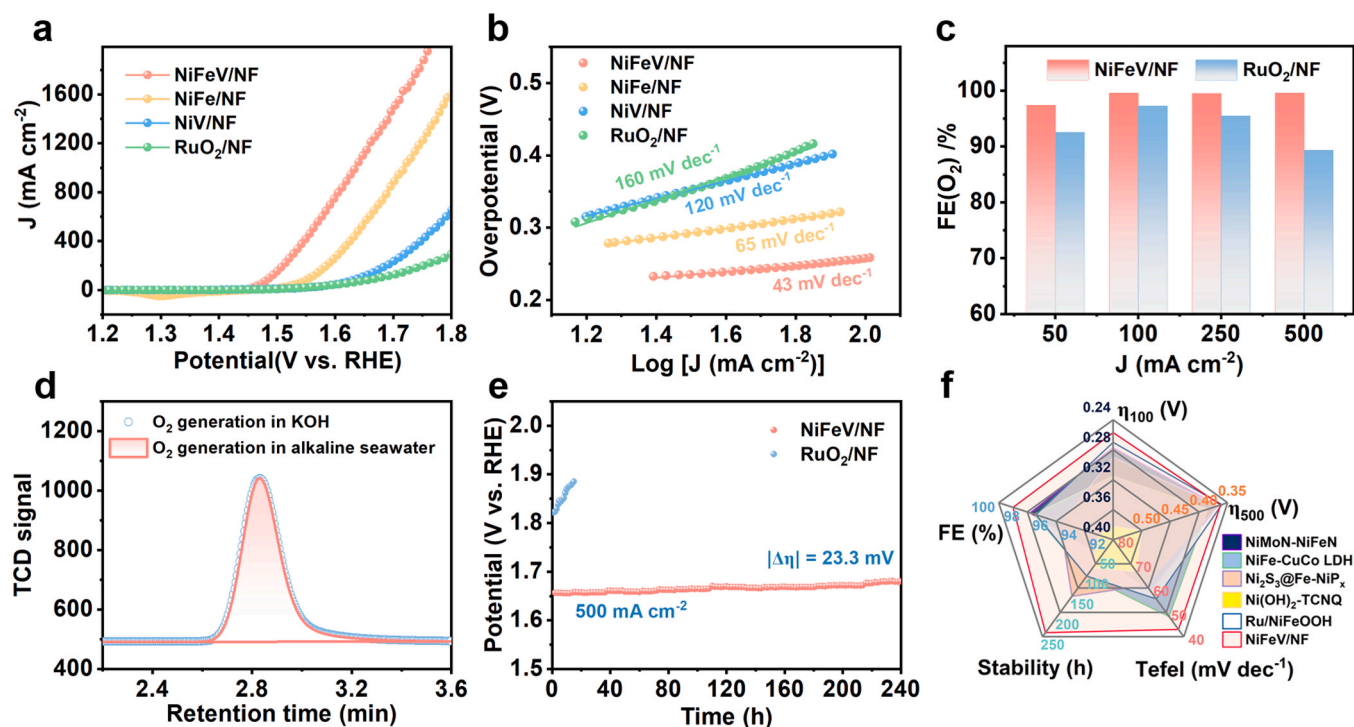 a
J (mA cm⁻²)
1600
1200
800
400
0
NiFeV/NF
NiFe/NF
NiV/NF
RuO₂/NF
1.2 1.3 1.4 1.5 1.6 1.7 1.8
Potential(V vs. RHE)
b
Overpotential (V)
0.5
0.4
0.3
0.2
NiFeV/NF
NiFe/NF
NiV/NF
RuO₂/NF
160 mV dec⁻¹
120 mV dec⁻¹
65 mV dec⁻¹
43 mV dec⁻¹
1.2 1.4 1.6 1.8 2.0
Log [J (mA cm⁻²)]
c
FE(O₂) /%
NiFeV/NF RuO₂/NF
100
90
80
70
60
50 100 250 500
J (mA cm⁻²)
d
TCD signal
1200
1000
800
600
400
O₂ generation in KOH
O₂ generation in alkaline seawater
2.4 2.8 3.2 3.6
Retention time (min)
e
Potential (V vs. RHE)
2.0
1.9
1.8
1.7
1.6
1.5
NiFeV/NF
RuO₂/NF
|Δη| = 23.3 mV
500 mA cm⁻²
0 40 80 120 160 200 240
Time (h)
f
0.24
0.28
0.32
0.36
0.40
η₁₀₀ (V)
0.35
0.40
0.45
0.50
η₅₀₀ (V)
100
98
96
94
92
FE (%)
80
70
60
50
40
Tefel (mV dec⁻¹)
50
100
150
200
250
Stability (h)
NiMoN-NiFeN
NiFe-CuCo LDH
Ni₂S₃@Fe-NiPₓ
Ni(OH)₂-TCNQ
Ru/NiFeOOH
NiFeV/NF